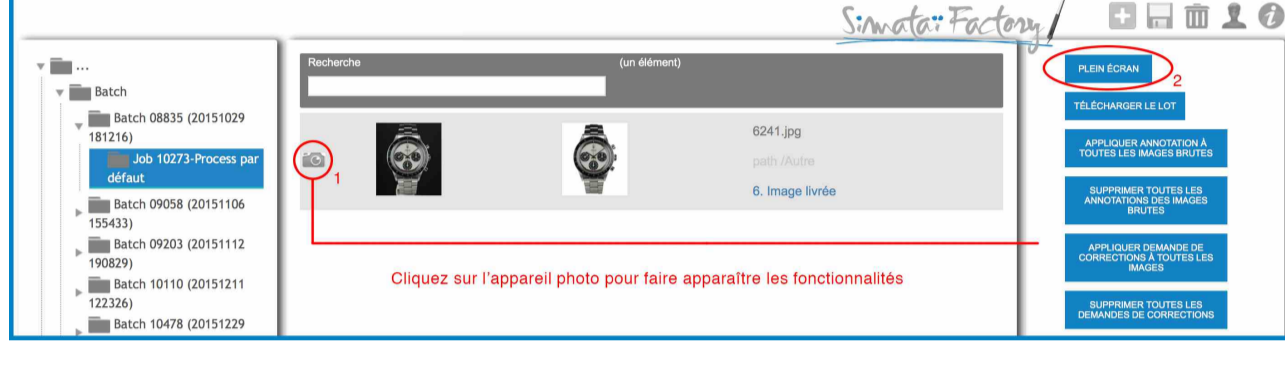 Simataï Factory
...
Batch
Batch 08835 (20151029
181216)
Job 10273-Process par
défaut
Batch 09058 (20151106
155433)
Batch 09203 (20151112
190829)
Batch 10110 (20151211
122326)
Batch 10478 (20151229
Recherche
(un élément)
1
6241.jpg
path /Autre
6. Image livrée
Cliquez sur l'appareil photo pour faire apparaître les fonctionnalités
PLEIN ÉCRAN
2
TÉLÉCHARGER LE LOT
APPLIQUER ANNOTATION À
TOUTES LES IMAGES BRUTES
SUPPRIMER TOUTES LES
ANNOTATIONS DES IMAGES
BRUTES
APPLIQUER DEMANDE DE
CORRECTIONS À TOUTES LES
IMAGES
SUPPRIMER TOUTES LES
DEMANDES DE CORRECTIONS